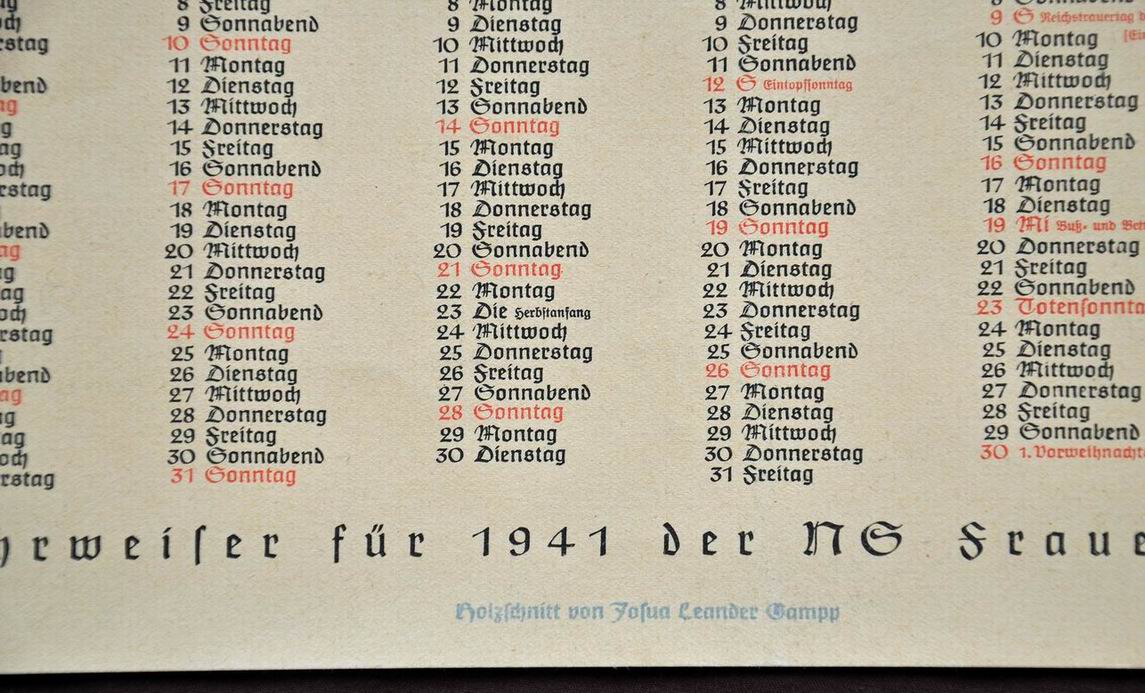 8 Freitag
9 Sonnabend
10 Sonntag
11 Montag
12 Dienstag
13 Mittwoch
14 Donnerstag
15 Freitag
16 Sonnabend
17 Sonntag
18 Montag
19 Dienstag
20 Mittwoch
21 Donnerstag
22 Freitag
23 Sonnabend
24 Sonntag
25 Montag
26 Dienstag
27 Mittwoch
28 Donnerstag
29 Freitag
30 Sonnabend
31 Sonntag
8 Montag
9 Dienstag
10 Mittwoch
11 Donnerstag
12 Freitag
13 Sonnabend
14 Sonntag
15 Montag
16 Dienstag
17 Mittwoch
18 Donnerstag
19 Freitag
20 Sonnabend
21 Sonntag
22 Montag
23 Die Herbſtanfang
24 Mittwoch
25 Donnerstag
26 Freitag
27 Sonnabend
28 Sonntag
29 Montag
30 Dienstag
8 Mittwoch
9 Donnerstag
10 Freitag
11 Sonnabend
12 S Eintopfſonntag
13 Montag
14 Dienstag
15 Mittwoch
16 Donnerstag
17 Freitag
18 Sonnabend
19 Sonntag
20 Montag
21 Dienstag
22 Mittwoch
23 Donnerstag
24 Freitag
25 Sonnabend
26 Sonntag
27 Montag
28 Dienstag
29 Mittwoch
30 Donnerstag
31 Freitag
9 S Reichstrauertag d
10 Montag [Ein
11 Dienstag
12 Mittwoch
13 Donnerstag
14 Freitag
15 Sonnabend
16 Sonntag
17 Montag
18 Dienstag
19 Mi Buß- und Bet
20 Donnerstag
21 Freitag
22 Sonnabend
23 Totenſonnta
24 Montag
25 Dienstag
26 Mittwoch
27 Donnerstag
28 Freitag
29 Sonnabend
30 1. Vorweihnacht
hrweiſer für 1941 der NS Fraue
Holzſchnitt von Joſua Leander Gampp